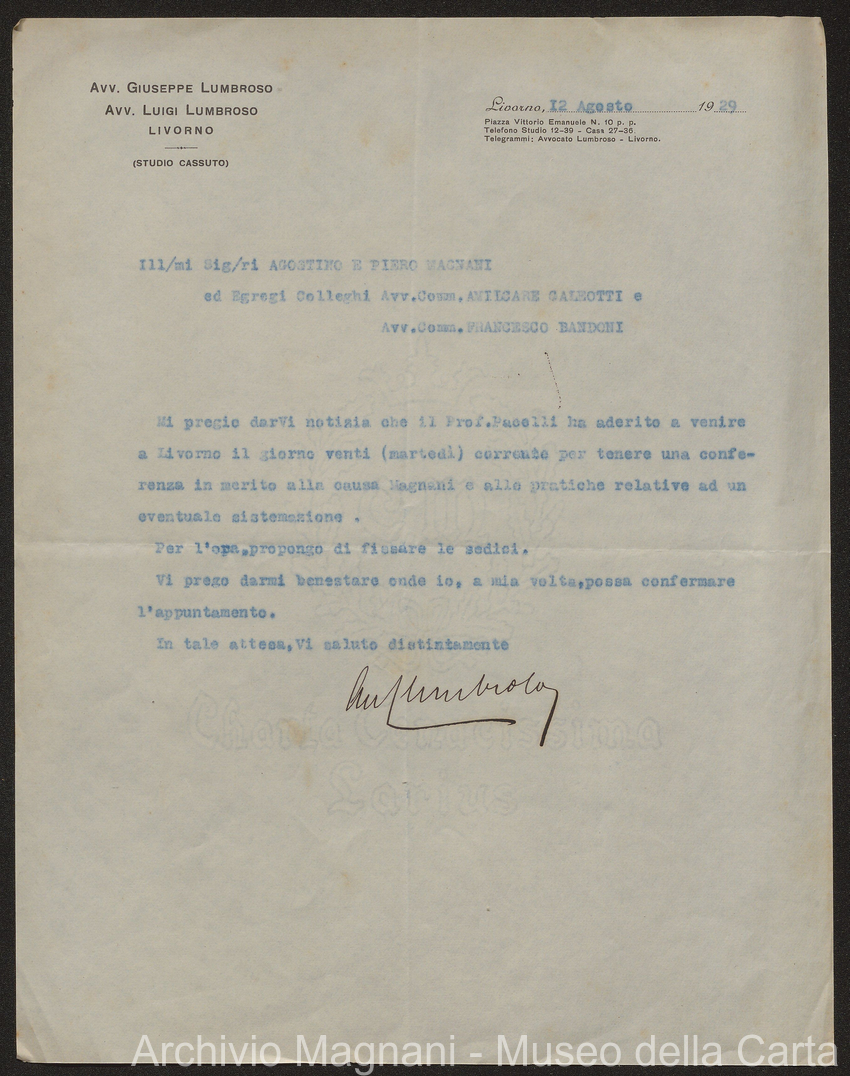 AVV. GIUSEPPE LUMBROSO
AVV. LUIGI LUMBROSO
LIVORNO
(STUDIO CASSUTO)
Livorno, 12 Agosto 1929
Piazza Vittorio Emanuele N. 10 p. p.
Telefono Studio 12-39 - Casa 27-36
Telegrammi: Avvocato Lumbroso - Livorno.
Ill/mi Sig/ri AGOSTINO E PIERO MAGNANI
ed Egregi Colleghi Avv.Comm.AMILCARE GALEOTTI e
Avv.Comm.FRANCESCO BANDONI
Mi pregio darVi notizia che il Prof.Pacelli ha aderito a venire
a Livorno il giorno venti (martedì) corrente per tenere una confe-
renza in merito alla causa Magnani e alle pratiche relative ad un
eventuale sistemazione .
Per l'ora,propongo di fissare le sedici.
Vi prego darmi benestare onde io, a mia volta,possa confermare
l'appuntamento.
In tale attesa,Vi saluto distintamente
Charta
Larius
Archivio Magnani - Museo della Carta